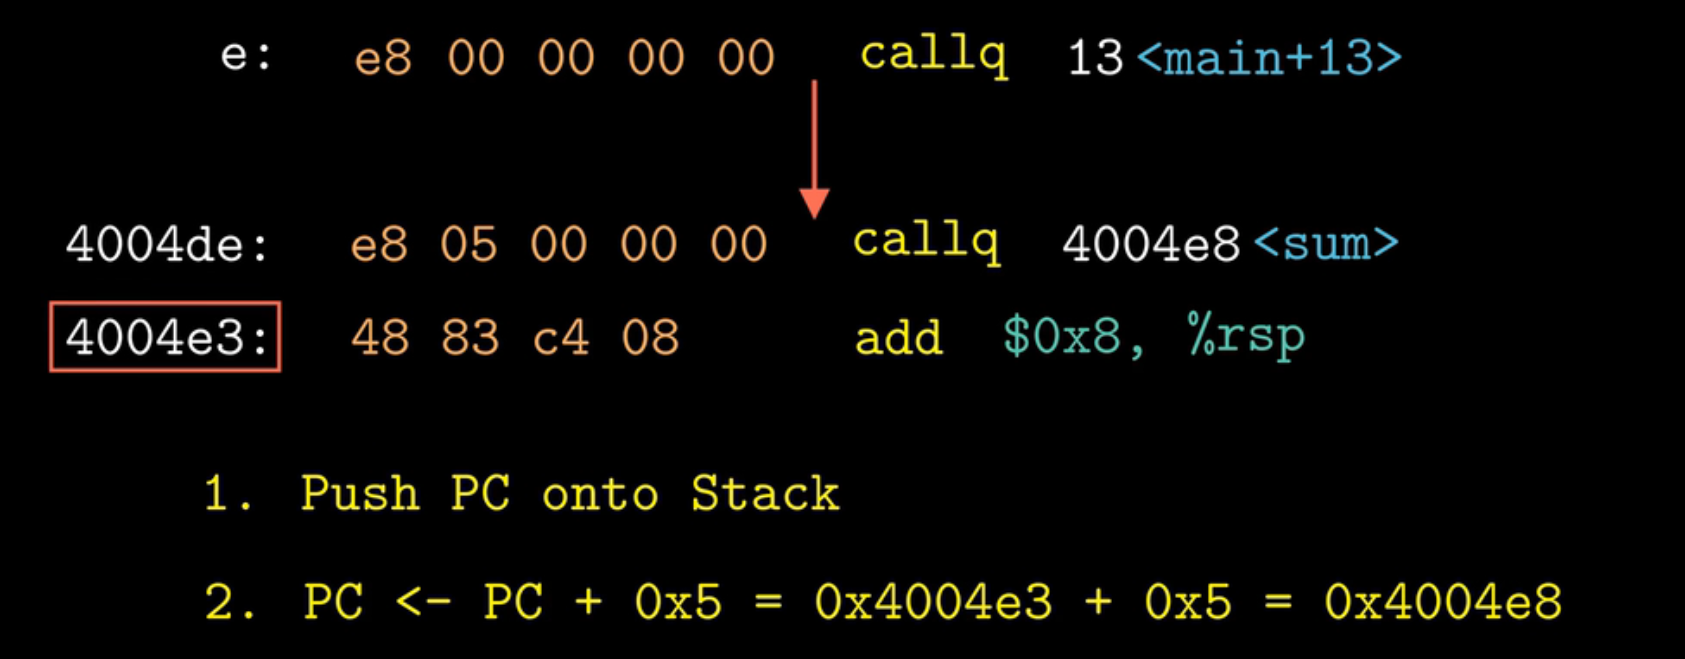 e: e8 00 00 00 00 callq 13 <main+13>
4004de: e8 05 00 00 00 callq 4004e8 <sum>
4004e3: 48 83 c4 08 add $0x8, %rsp
1. Push PC onto Stack
2. PC <- PC + 0x5 = 0x4004e3 + 0x5 = 0x4004e8